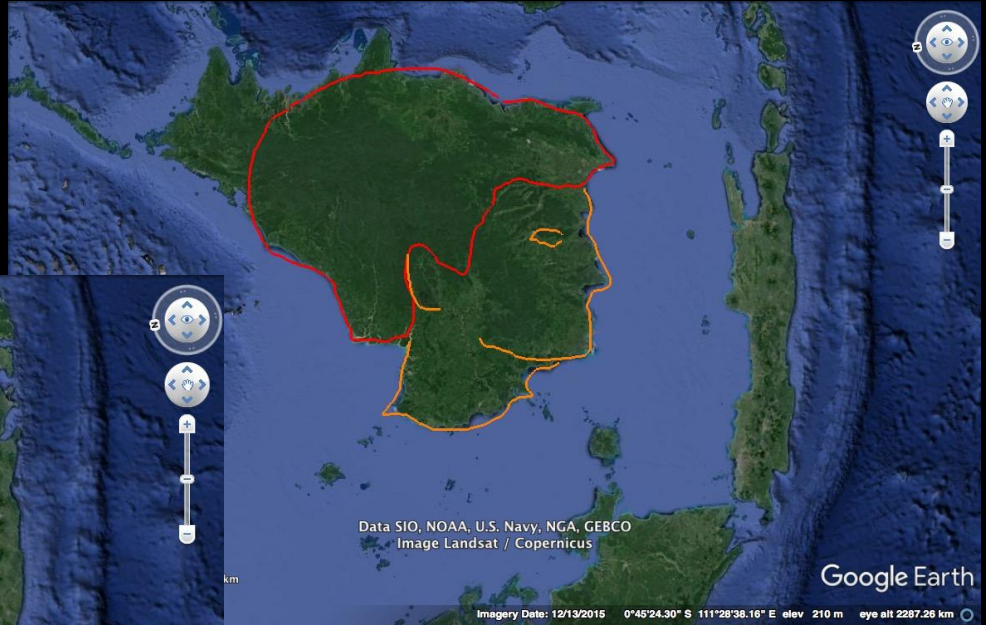 km
Data SIO, NOAA, U.S. Navy, NGA, GEBCO
Image Landsat / Copernicus
Google Earth
Imagery Date: 12/13/2015 0°45'24.30" S 111°28'38.16" E elev 210 m eye alt 2287.26 km